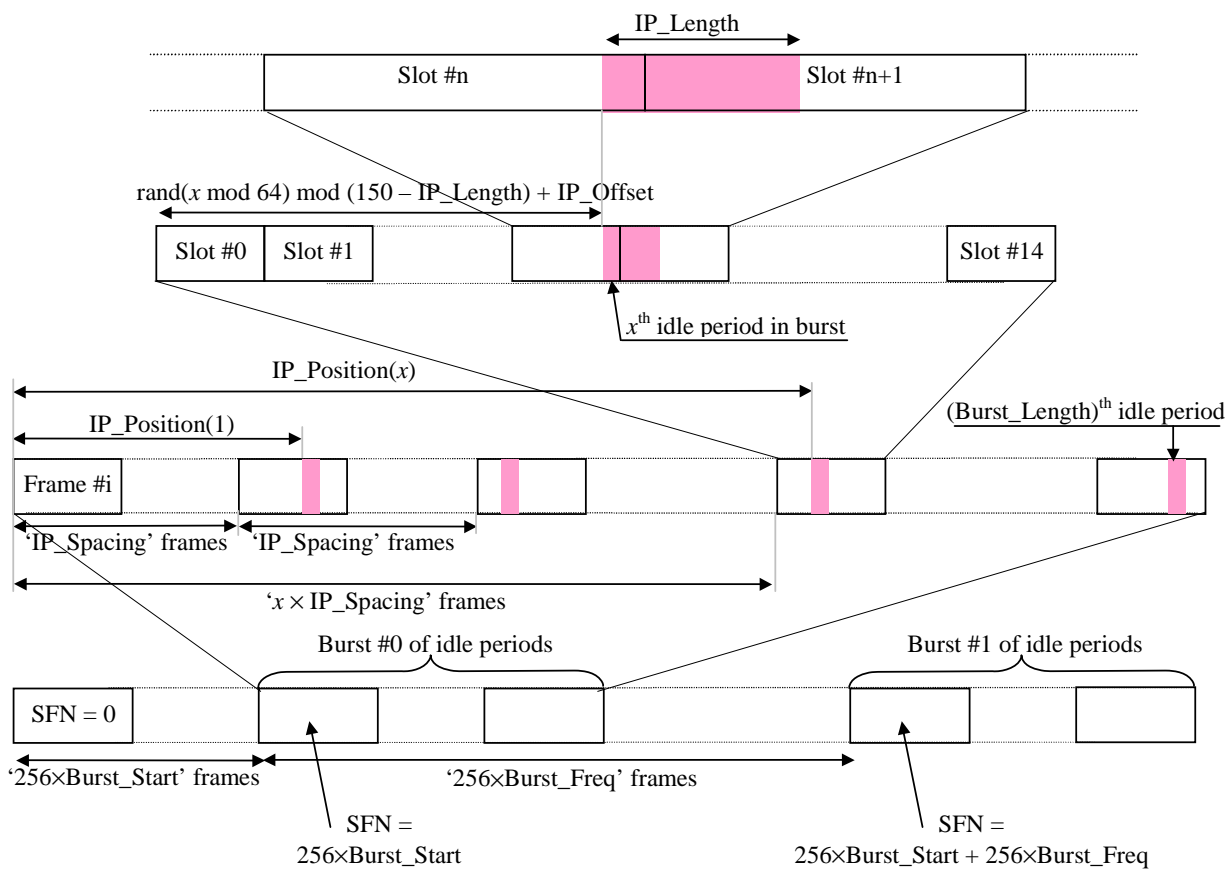 IP_Length
Slot #n
Slot #n+1
rand(x mod 64) mod (150 – IP_Length) + IP_Offset
Slot #0
Slot #1
Slot #14
xth idle period in burst
IP_Position(x)
IP_Position(1)
(Burst_Length)th idle period
Frame #i
‘IP_Spacing’ frames
‘IP_Spacing’ frames
‘x × IP_Spacing’ frames
Burst #0 of idle periods
Burst #1 of idle periods
SFN = 0
‘256×Burst_Start’ frames
‘256×Burst_Freq’ frames
SFN =
256×Burst_Start
SFN =
256×Burst_Start + 256×Burst_Freq